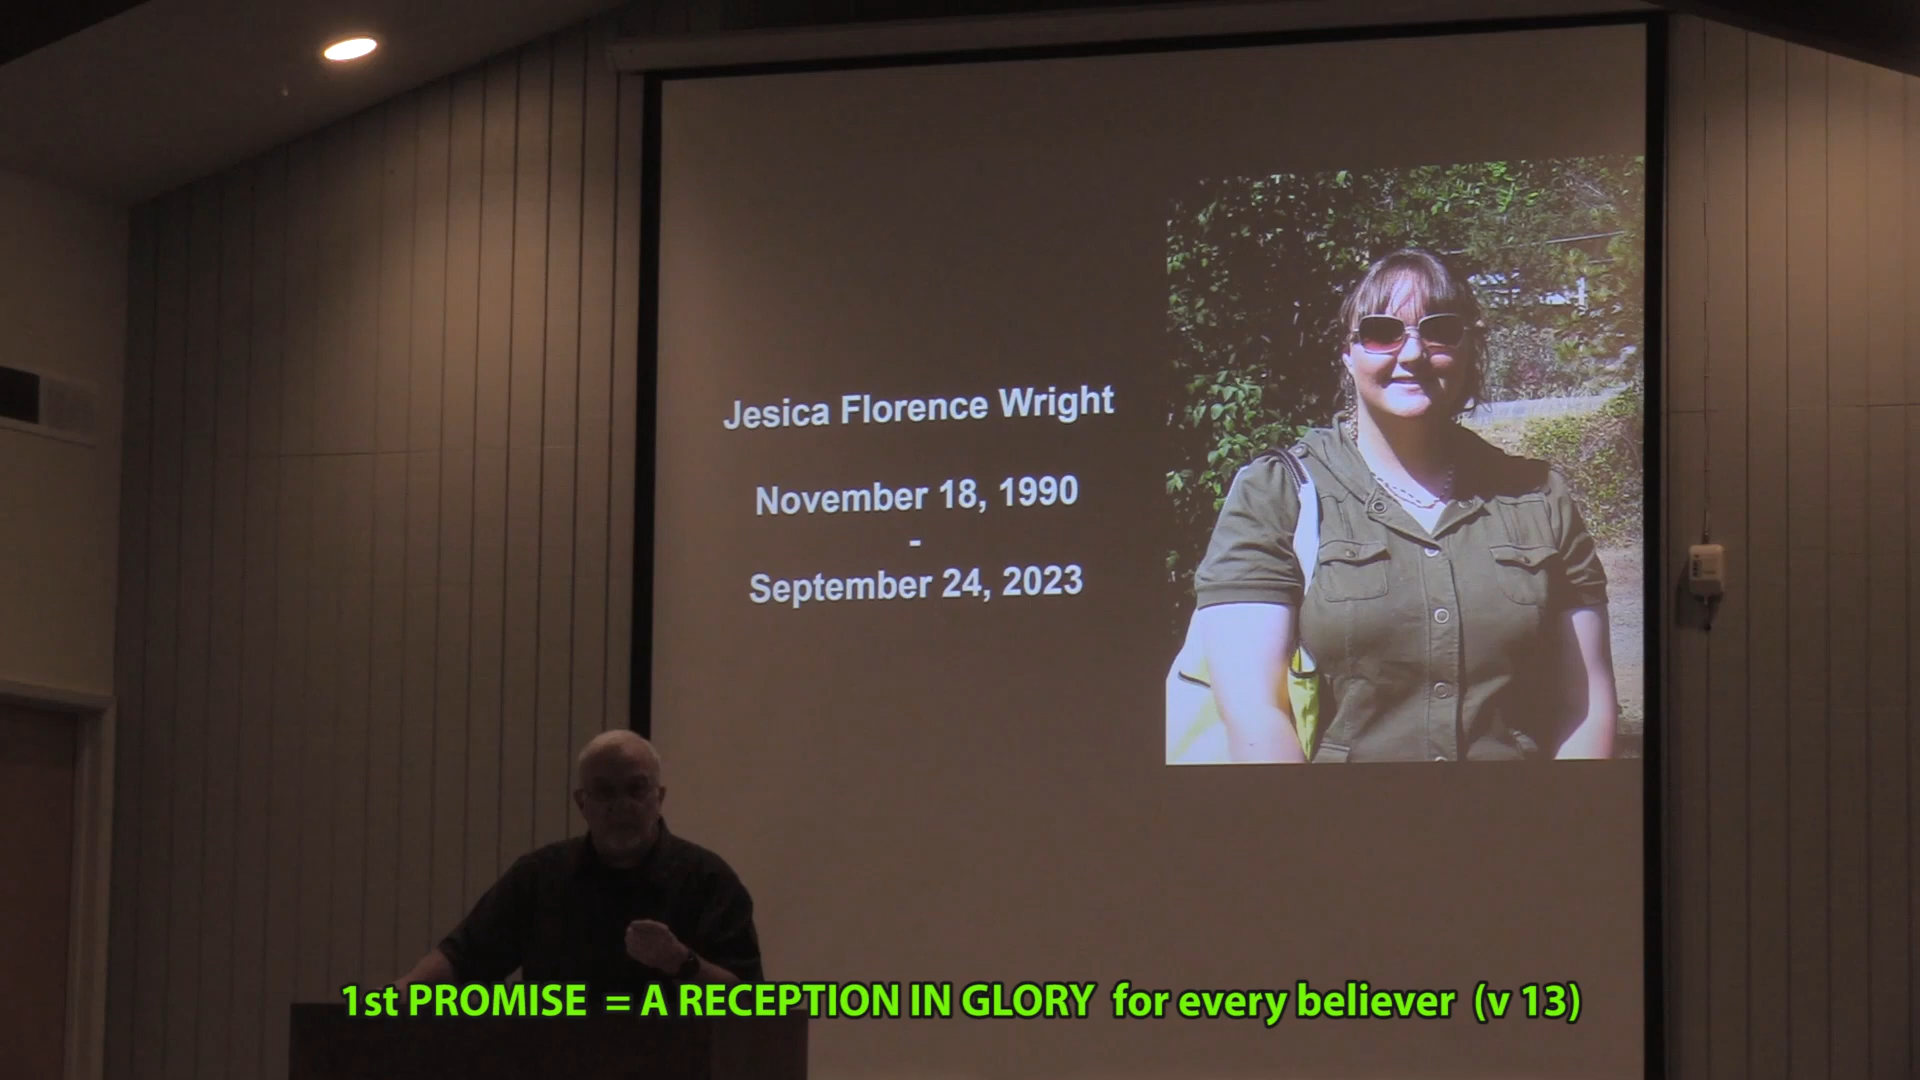 Jesica Florence Wright
November 18, 1990
-
September 24, 2023
1st PROMISE = A RECEPTION IN GLORY for every believer (v 13)